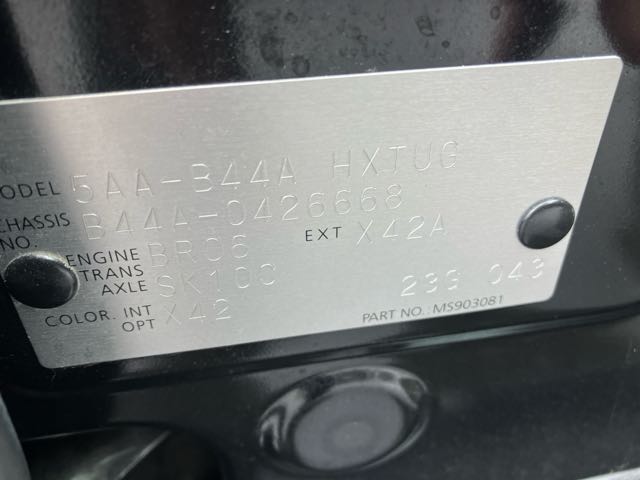 MODEL 5AA-B44A HXTUG
CHASSIS NO. B44A-0426668
ENGINE BR06 EXT X42A
TRANS AXLE SK10C 239 043
COLOR. INT X42
OPT PART NO.: MS903081